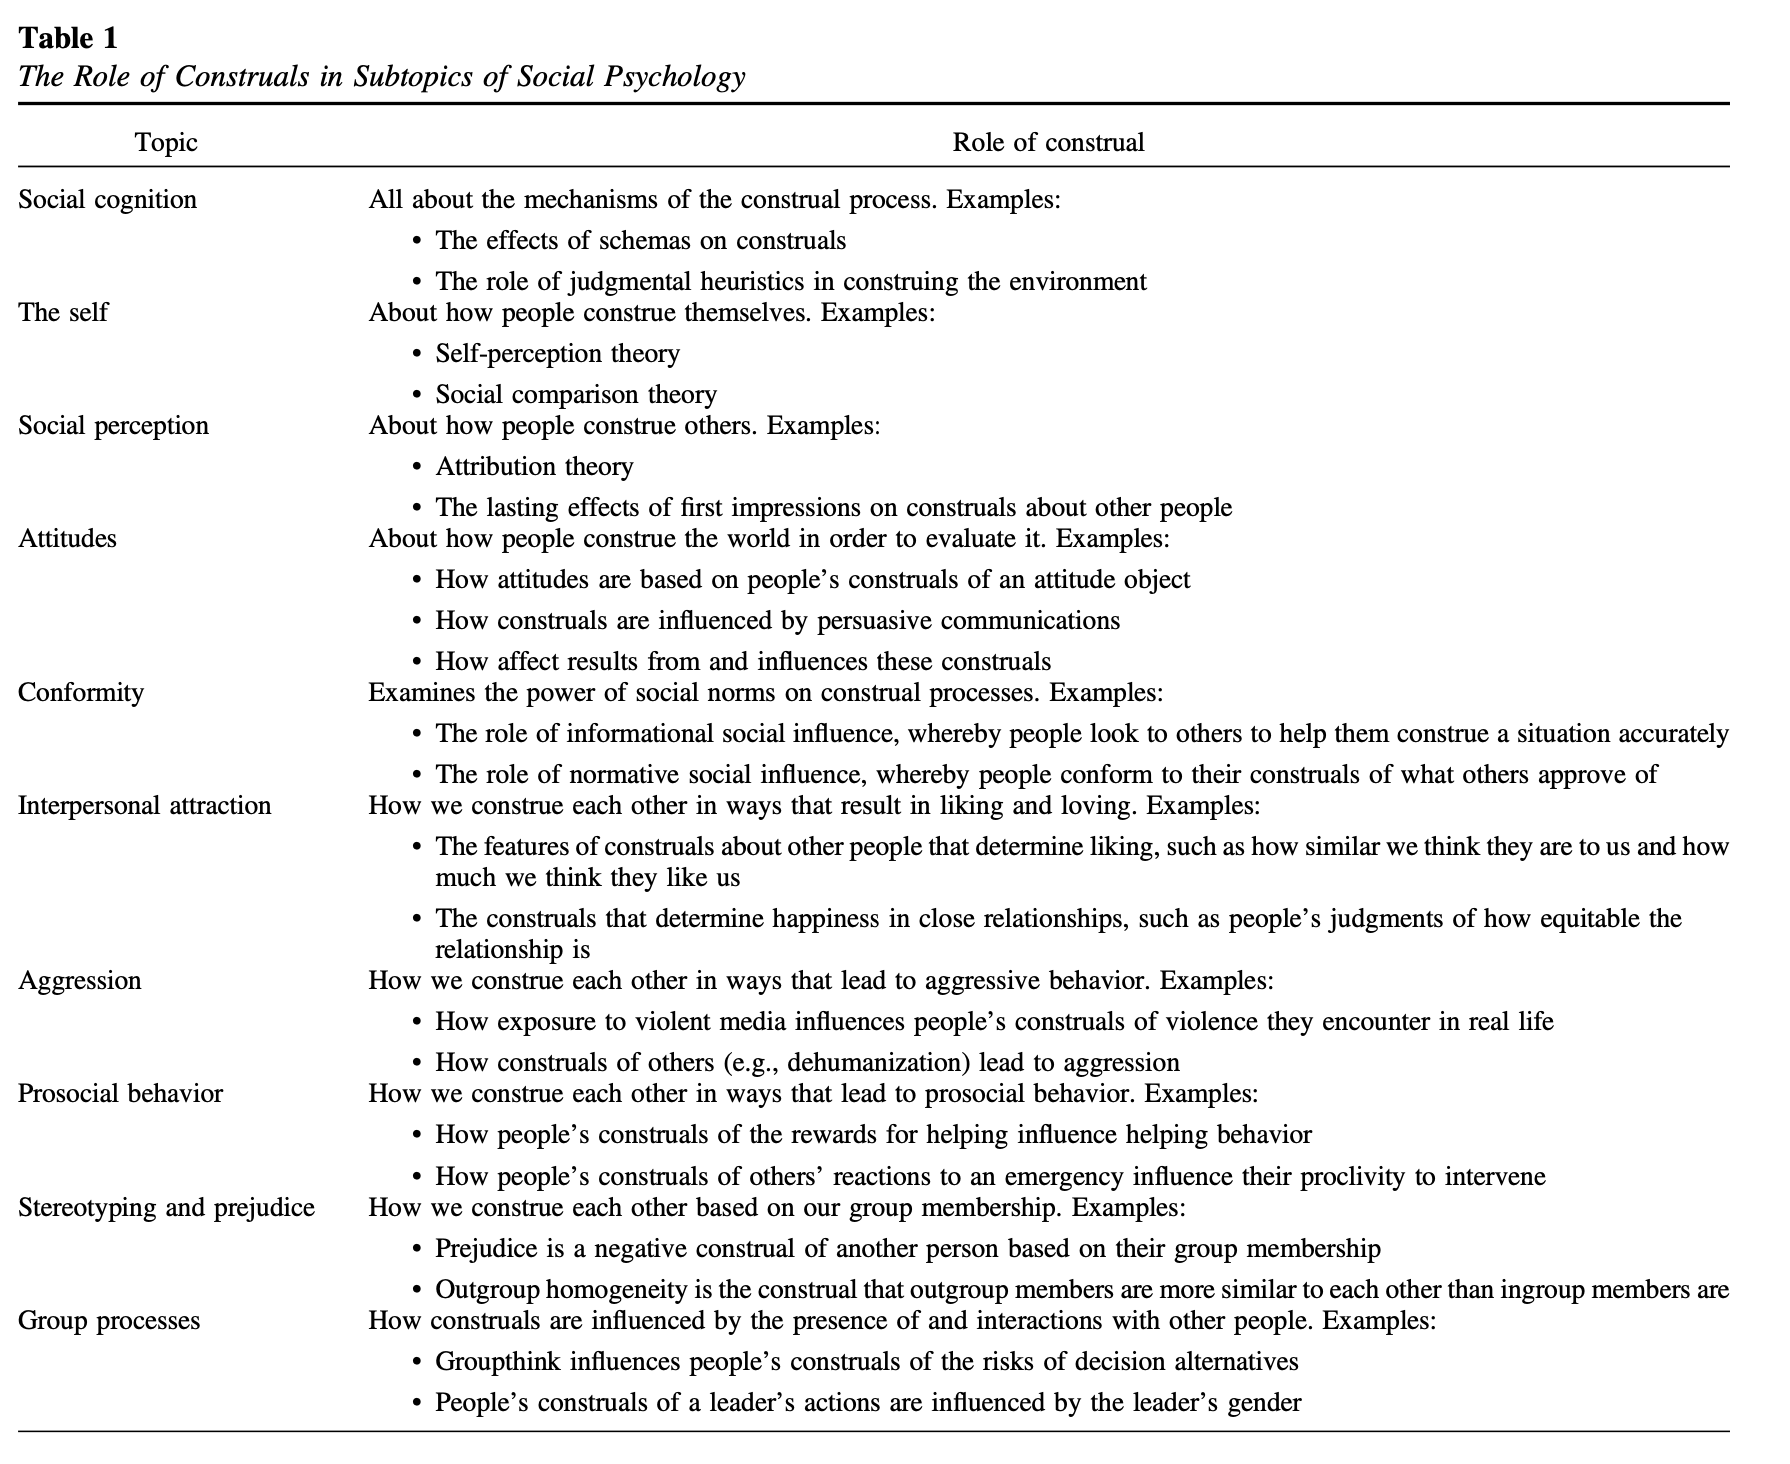 Table 1
The Role of Construals in Subtopics of Social Psychology
Topic Role of construal
Social cognition All about the mechanisms of the construal process. Examples:
• The effects of schemas on construals
• The role of judgmental heuristics in construing the environment
The self About how people construe themselves. Examples:
• Self-perception theory
• Social comparison theory
Social perception About how people construe others. Examples:
• Attribution theory
• The lasting effects of first impressions on construals about other people
Attitudes About how people construe the world in order to evaluate it. Examples:
• How attitudes are based on people’s construals of an attitude object
• How construals are influenced by persuasive communications
• How affect results from and influences these construals
Conformity Examines the power of social norms on construal processes. Examples:
• The role of informational social influence, whereby people look to others to help them construe a situation accurately
• The role of normative social influence, whereby people conform to their construals of what others approve of
Interpersonal attraction How we construe each other in ways that result in liking and loving. Examples:
• The features of construals about other people that determine liking, such as how similar we think they are to us and how
much we think they like us
• The construals that determine happiness in close relationships, such as people’s judgments of how equitable the
relationship is
Aggression How we construe each other in ways that lead to aggressive behavior. Examples:
• How exposure to violent media influences people’s construals of violence they encounter in real life
• How construals of others (e.g., dehumanization) lead to aggression
Prosocial behavior How we construe each other in ways that lead to prosocial behavior. Examples:
• How people’s construals of the rewards for helping influence helping behavior
• How people’s construals of others’ reactions to an emergency influence their proclivity to intervene
Stereotyping and prejudice How we construe each other based on our group membership. Examples:
• Prejudice is a negative construal of another person based on their group membership
• Outgroup homogeneity is the construal that outgroup members are more similar to each other than ingroup members are
Group processes How construals are influenced by the presence of and interactions with other people. Examples:
• Groupthink influences people’s construals of the risks of decision alternatives
• People’s construals of a leader’s actions are influenced by the leader’s gender